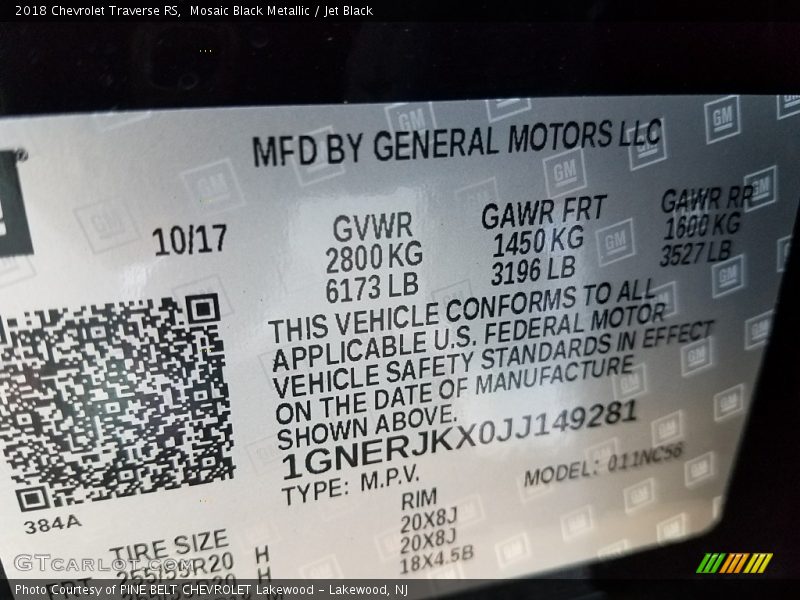 2018 Chevrolet Traverse RS, Mosaic Black Metallic / Jet Black
MFD BY GENERAL MOTORS LLC
10/17
GVWR
2800 KG
6173 LB
GAWR FRT
1450 KG
3196 LB
GAWR RR
1600 KG
3527 LB
THIS VEHICLE CONFORMS TO ALL
APPLICABLE U.S. FEDERAL MOTOR
VEHICLE SAFETY STANDARDS IN EFFECT
ON THE DATE OF MANUFACTURE
SHOWN ABOVE.
1GNERJKX0JJ149281
TYPE: M.P.V.
MODEL: 011NC56
384A
TIRE SIZE
RIM
FRT 255/55R20 H
20X8J
H
20X8J
18X4.5B
GTcarlot.com
Photo Courtesy of PINE BELT CHEVROLET Lakewood - Lakewood, NJ